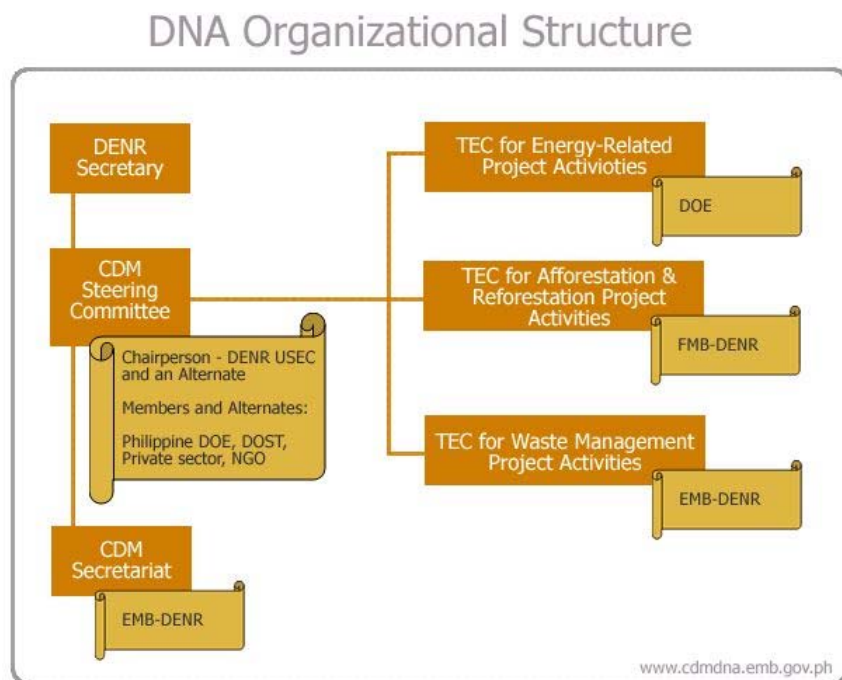 DNA Organizational Structure
DENR
Secretary
CDM
Steering
Committee
Chairperson - DENR USEC
and an Alternate
Members and Alternates:
Philippine DOE, DOST,
Private sector, NGO
CDM
Secretariat
EMB-DENR
TEC for Energy-Related
Project Activioties
DOE
TEC for Afforestation &
Reforestation Project
Activities
FMB-DENR
TEC for Waste Management
Project Activities
EMB-DENR
www.cdmdna.emb.gov.ph